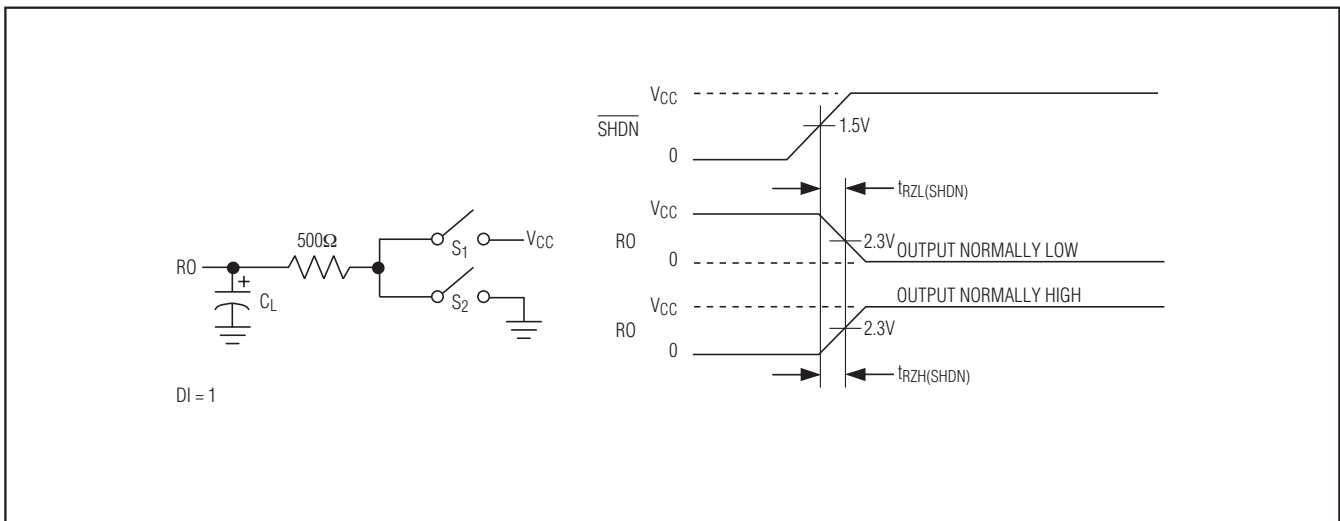 500Ω
RO
+
CL
S1
VCC
S2
DI = 1
VCC
SHDN
1.5V
0
tRZL(SHDN)
VCC
RO
2.3V
0
OUTPUT NORMALLY LOW
VCC
OUTPUT NORMALLY HIGH
RO
2.3V
0
tRZH(SHDN)